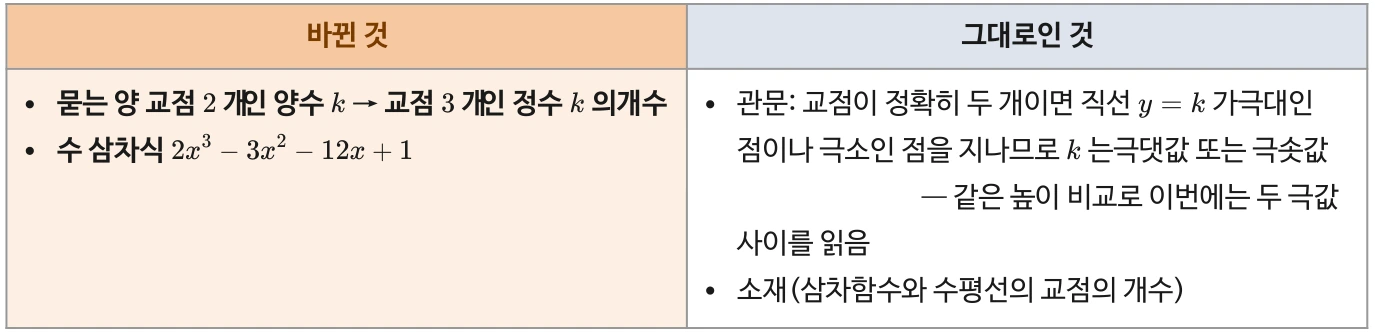 바뀐 것
• 묻는 양 교점 2 개인 양수 k → 교점 3 개인 정수 k 의개수
• 수 삼차식 2x³ − 3x² − 12x + 1
그대로인 것
• 관문: 교점이 정확히 두 개이면 직선 y = k 가극대인
점이나 극소인 점을 지나므로 k 는극댓값 또는 극솟값
— 같은 높이 비교로 이번에는 두 극값
사이를 읽음
• 소재(삼차함수와 수평선의 교점의 개수)